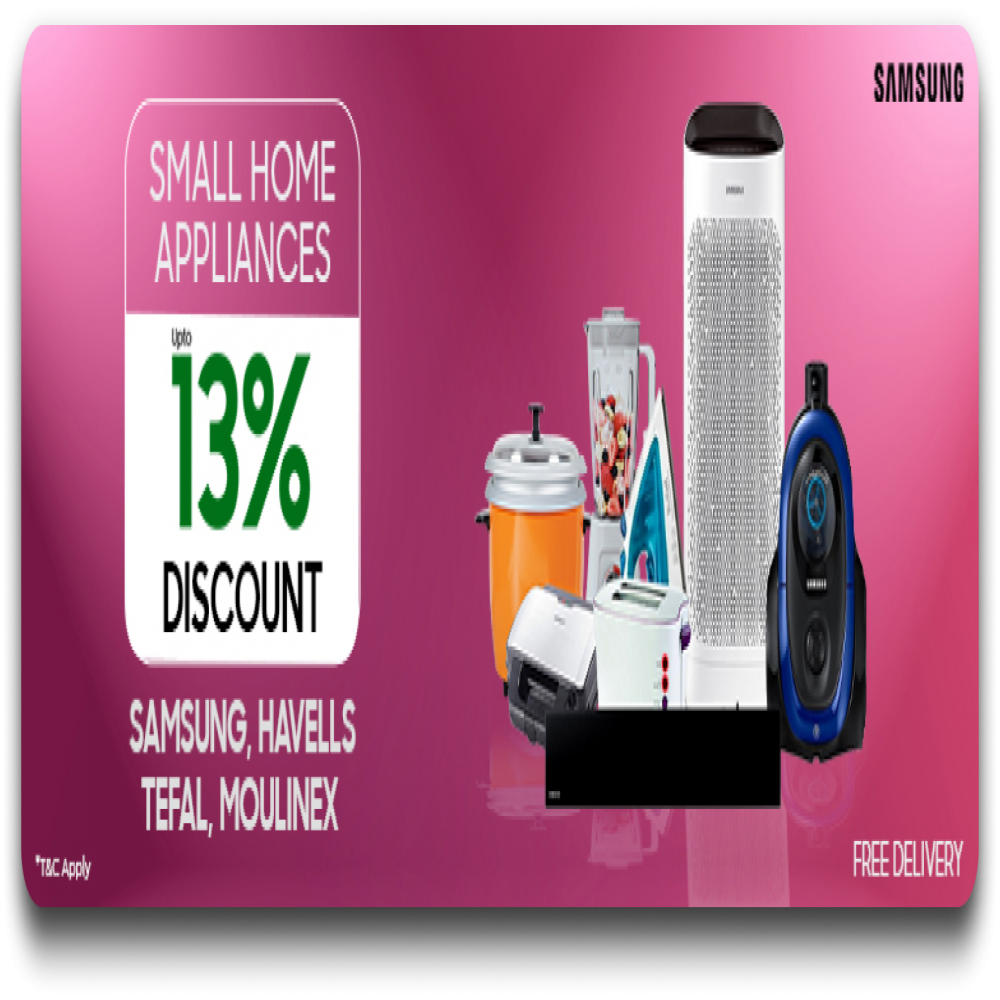 SAMSUNG
SMALL HOME
APPLIANCES
Upto
13%
DISCOUNT
SAMSUNG, HAVELLS
TEFAL, MOULINEX
*T&C Apply
FREE DELIVERY